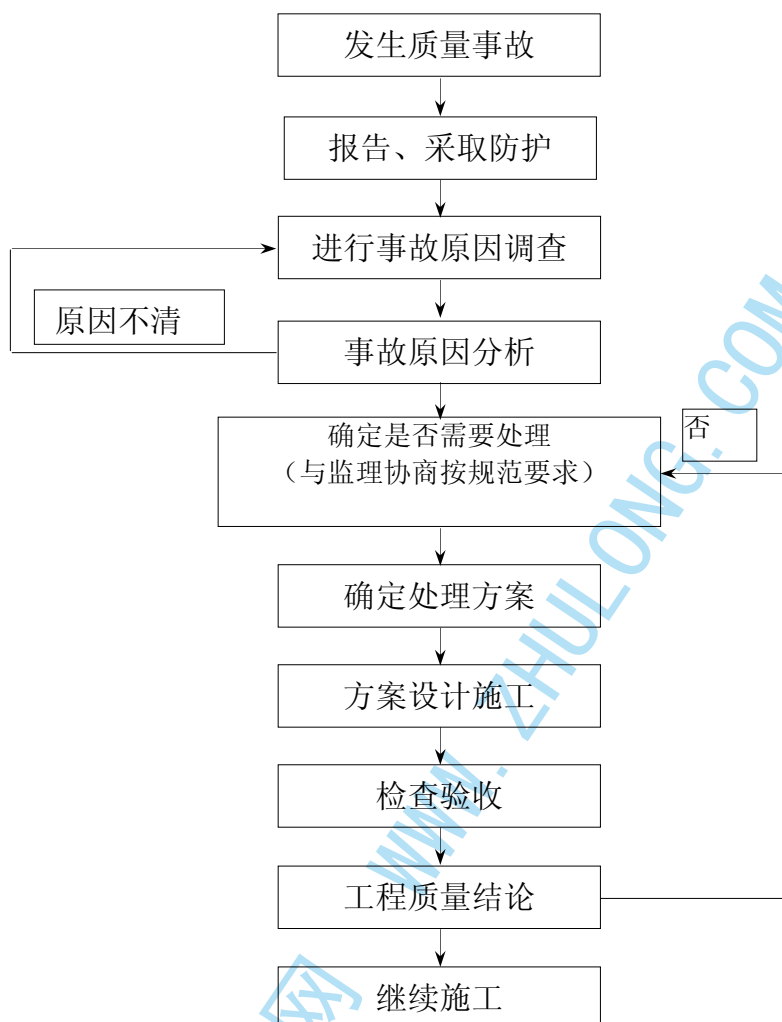 发生质量事故
报告、采取防护
进行事故原因调查
原因不清
事故原因分析
确定是否需要处理
（与监理协商按规范要求）
否
确定处理方案
方案设计施工
检查验收
工程质量结论
继续施工
WWW.ZHULONG.COM
网